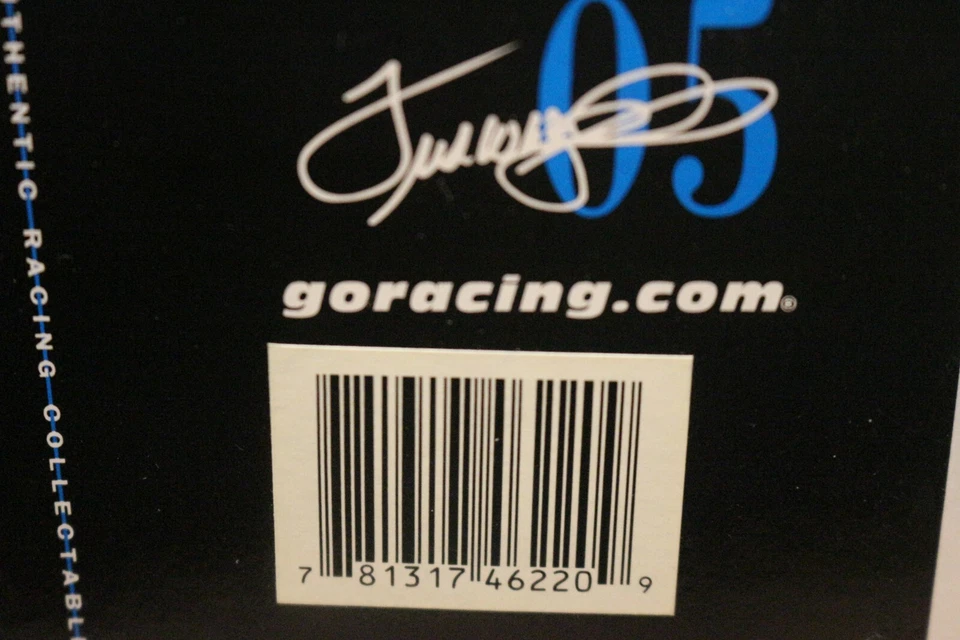 05
goracing.com®
THENTIC RACING COLLECTABL
7 81317 46220 9